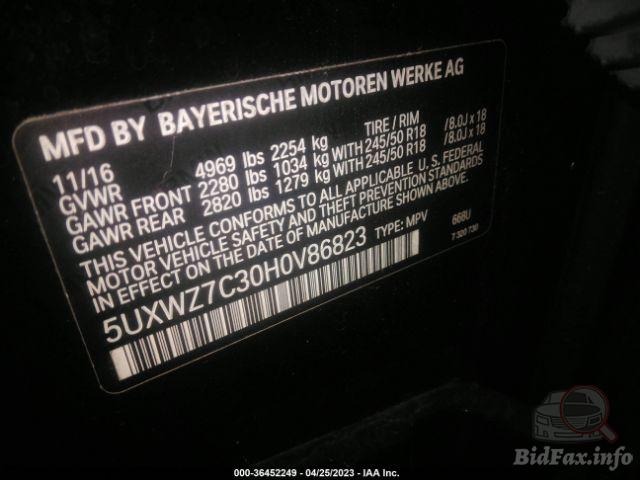 MFD BY BAYERISCHE MOTOREN WERKE AG
11/16 TIRE / RIM
GVWR 4969 lbs 2254 kg
GAWR FRONT 2280 lbs 1034 kg WITH 245/50 R18 /8.0J x 18
GAWR REAR 2820 lbs 1279 kg WITH 245/50 R18 /8.0J x 18
THIS VEHICLE CONFORMS TO ALL APPLICABLE U.S. FEDERAL
MOTOR VEHICLE SAFETY AND THEFT PREVENTION STANDARDS
IN EFFECT ON THE DATE OF MANUFACTURE SHOWN ABOVE.
5UXWZ7C30H0V86823 TYPE: MPV 668U
7 320 730
BidFax.info
000-36452249 - 04/25/2023 - IAA Inc.